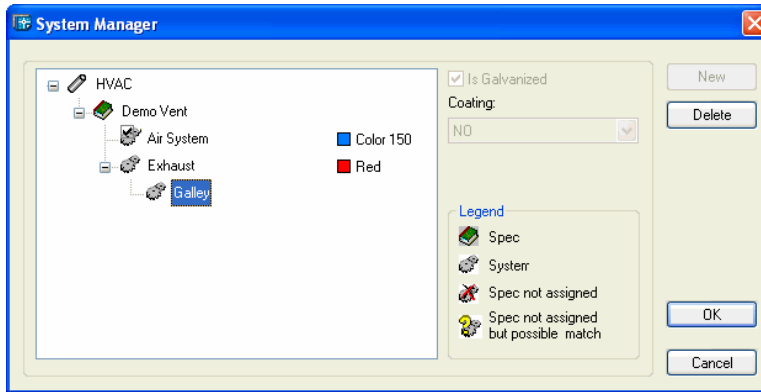 System Manager
HVAC
Demo Vent
Air System
Color 150
Exhaust
Red
Galley
Is Galvanized
Coating:
NO
Legend
Spec
System
Spec not assigned
Spec not assigned
but possible match
New
Delete
OK
Cancel